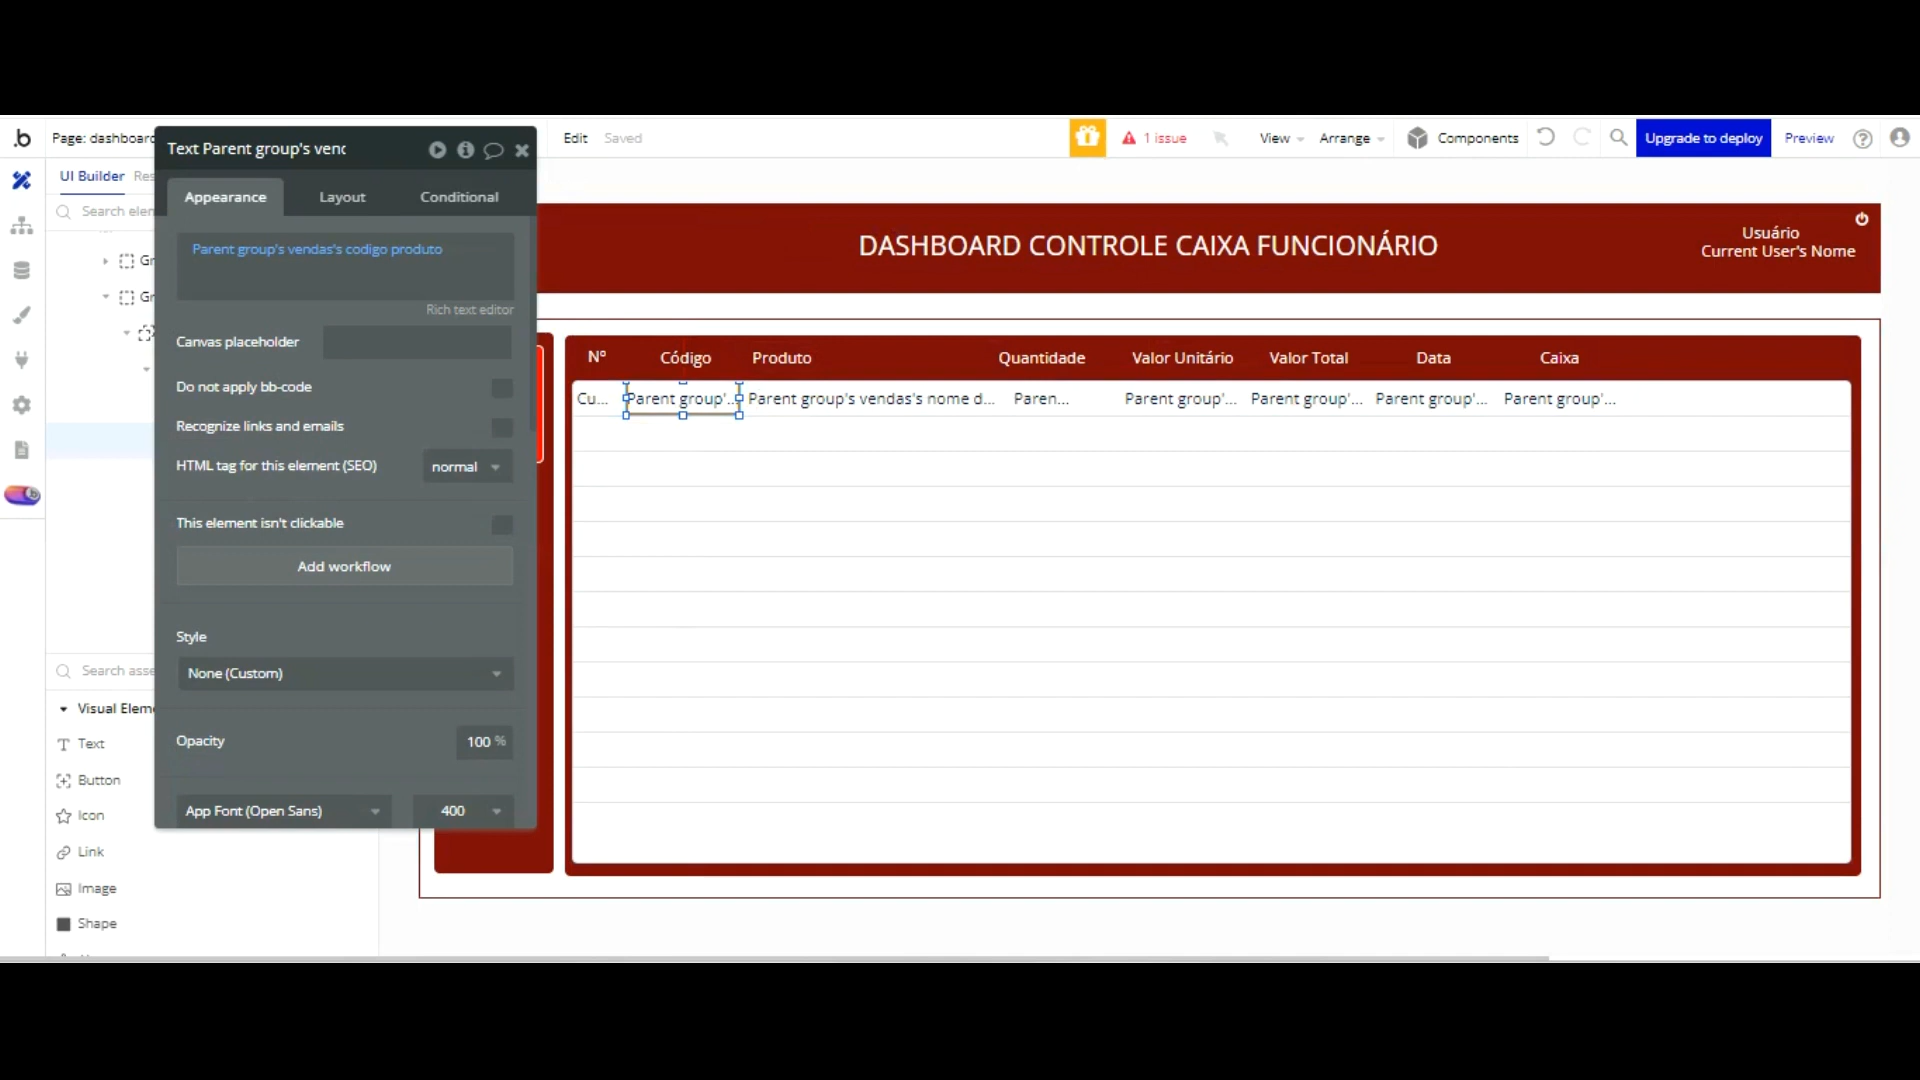 .b
Page: dashboard
Text Parent group's venc
Edit
Saved
1 issue
View
Arrange
Components
Upgrade to deploy
Preview
?
UI Builder
Res
Search elem
Appearance
Layout
Conditional
Parent group's vendas's codigo produto
Rich text editor
Canvas placeholder
Do not apply bb-code
Recognize links and emails
HTML tag for this element (SEO)
normal
This element isn't clickable
Add workflow
Style
None (Custom)
Opacity
100 %
App Font (Open Sans)
400
Gr
Gr
Search asse
Visual Eleme
Text
Button
Icon
Link
Image
Shape
DASHBOARD CONTROLE CAIXA FUNCIONÁRIO
Usuário
Current User's Nome
Nº Código Produto Quantidade Valor Unitário Valor Total Data Caixa
Cu... Parent group'... Parent group's vendas's nome d... Paren... Parent group'... Parent group'... Parent group'... Parent group'...